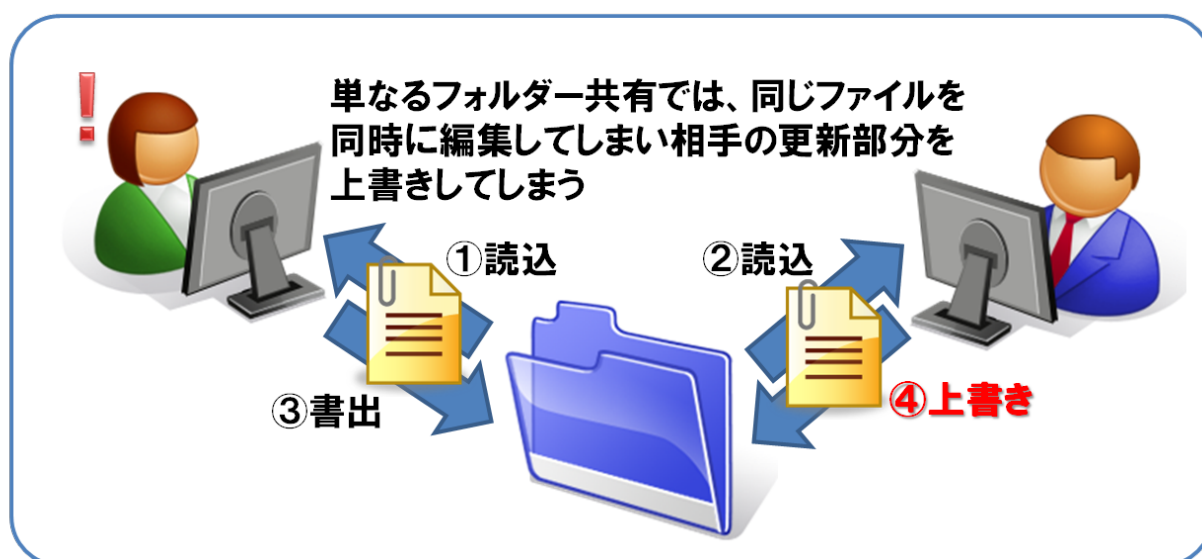 単なるフォルダー共有では、同じファイルを
同時に編集してしまい相手の更新部分を
上書きしてしまう
①読込
②読込
③書出
④上書き